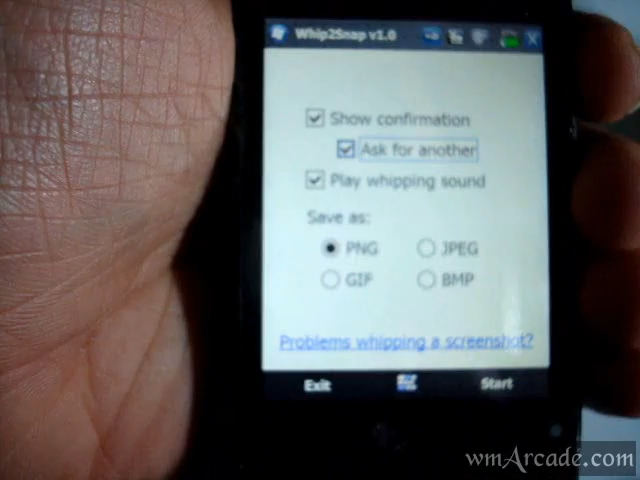 Whip2Snap v1.0
Show confirmation
Ask for another
Play whipping sound
Save as:
PNG JPEG
GIF BMP
Problems whipping a screenshot?
Exit Start
wmArcade.com